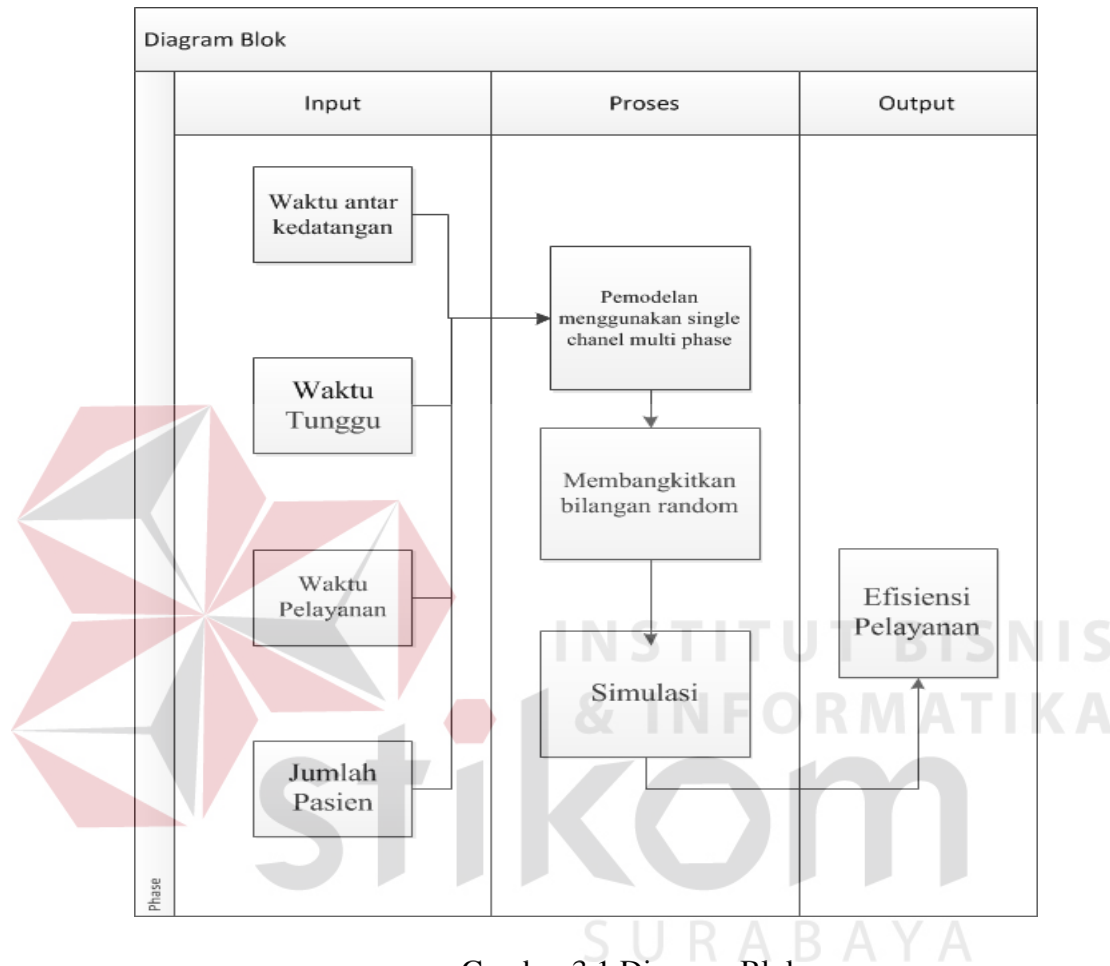 Diagram Blok
Input
Proses
Output
Waktu antar
kedatangan
Waktu
Tunggu
Waktu
Pelayanan
Jumlah
Pasien
Pemodelan
menggunakan single
chanel multi phase
Membangkitkan
bilangan random
Simulasi
Efisiensi
Pelayanan
Phase
INSTITUT BISNIS
& INFORMATIKA
stikom
SURABAYA